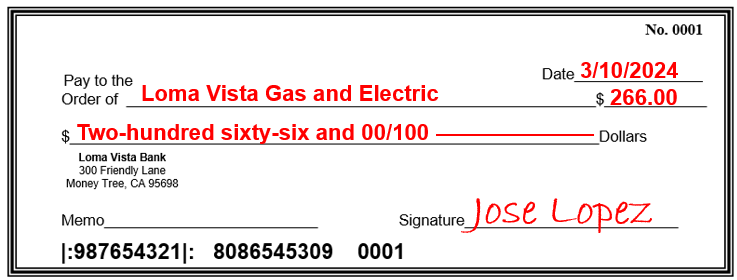 No. 0001
Date 3/10/2024
Pay to the
Order of Loma Vista Gas and Electric $ 266.00
$ Two-hundred sixty-six and 00/100 Dollars
Loma Vista Bank
300 Friendly Lane
Money Tree, CA 95698
Memo Signature Jose Lopez
|:987654321|: 8086545309 0001